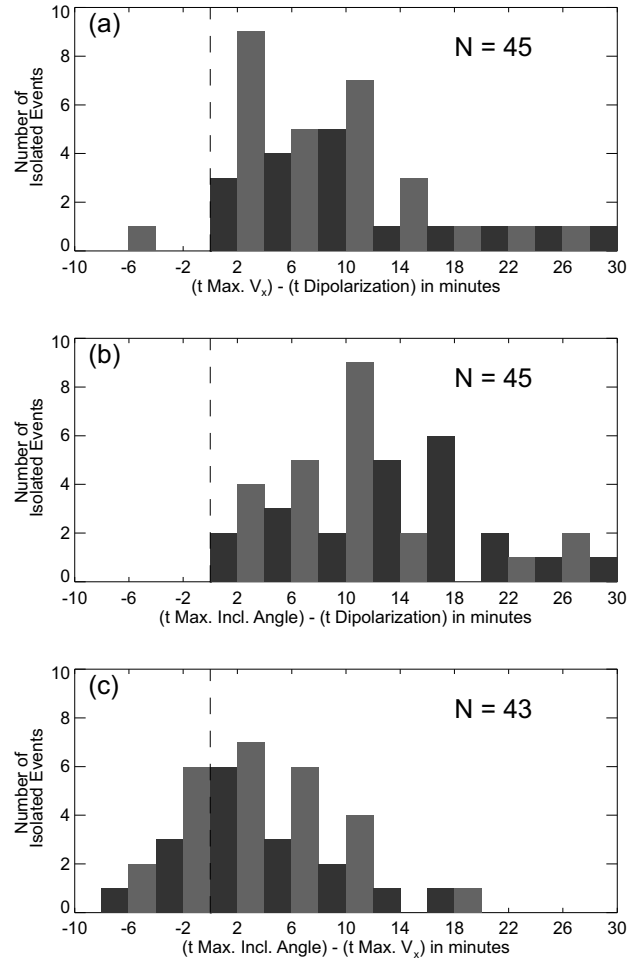 (a)
N = 45
10
8
6
4
2
0
Number of
Isolated Events
-10 -6 -2 2 6 10 14 18 22 26 30
(t Max. Vx) - (t Dipolarization) in minutes
(b)
N = 45
10
8
6
4
2
0
Number of
Isolated Events
-10 -6 -2 2 6 10 14 18 22 26 30
(t Max. Incl. Angle) - (t Dipolarization) in minutes
(c)
N = 43
10
8
6
4
2
0
Number of
Isolated Events
-10 -6 -2 2 6 10 14 18 22 26 30
(t Max. Incl. Angle) - (t Max. Vx) in minutes